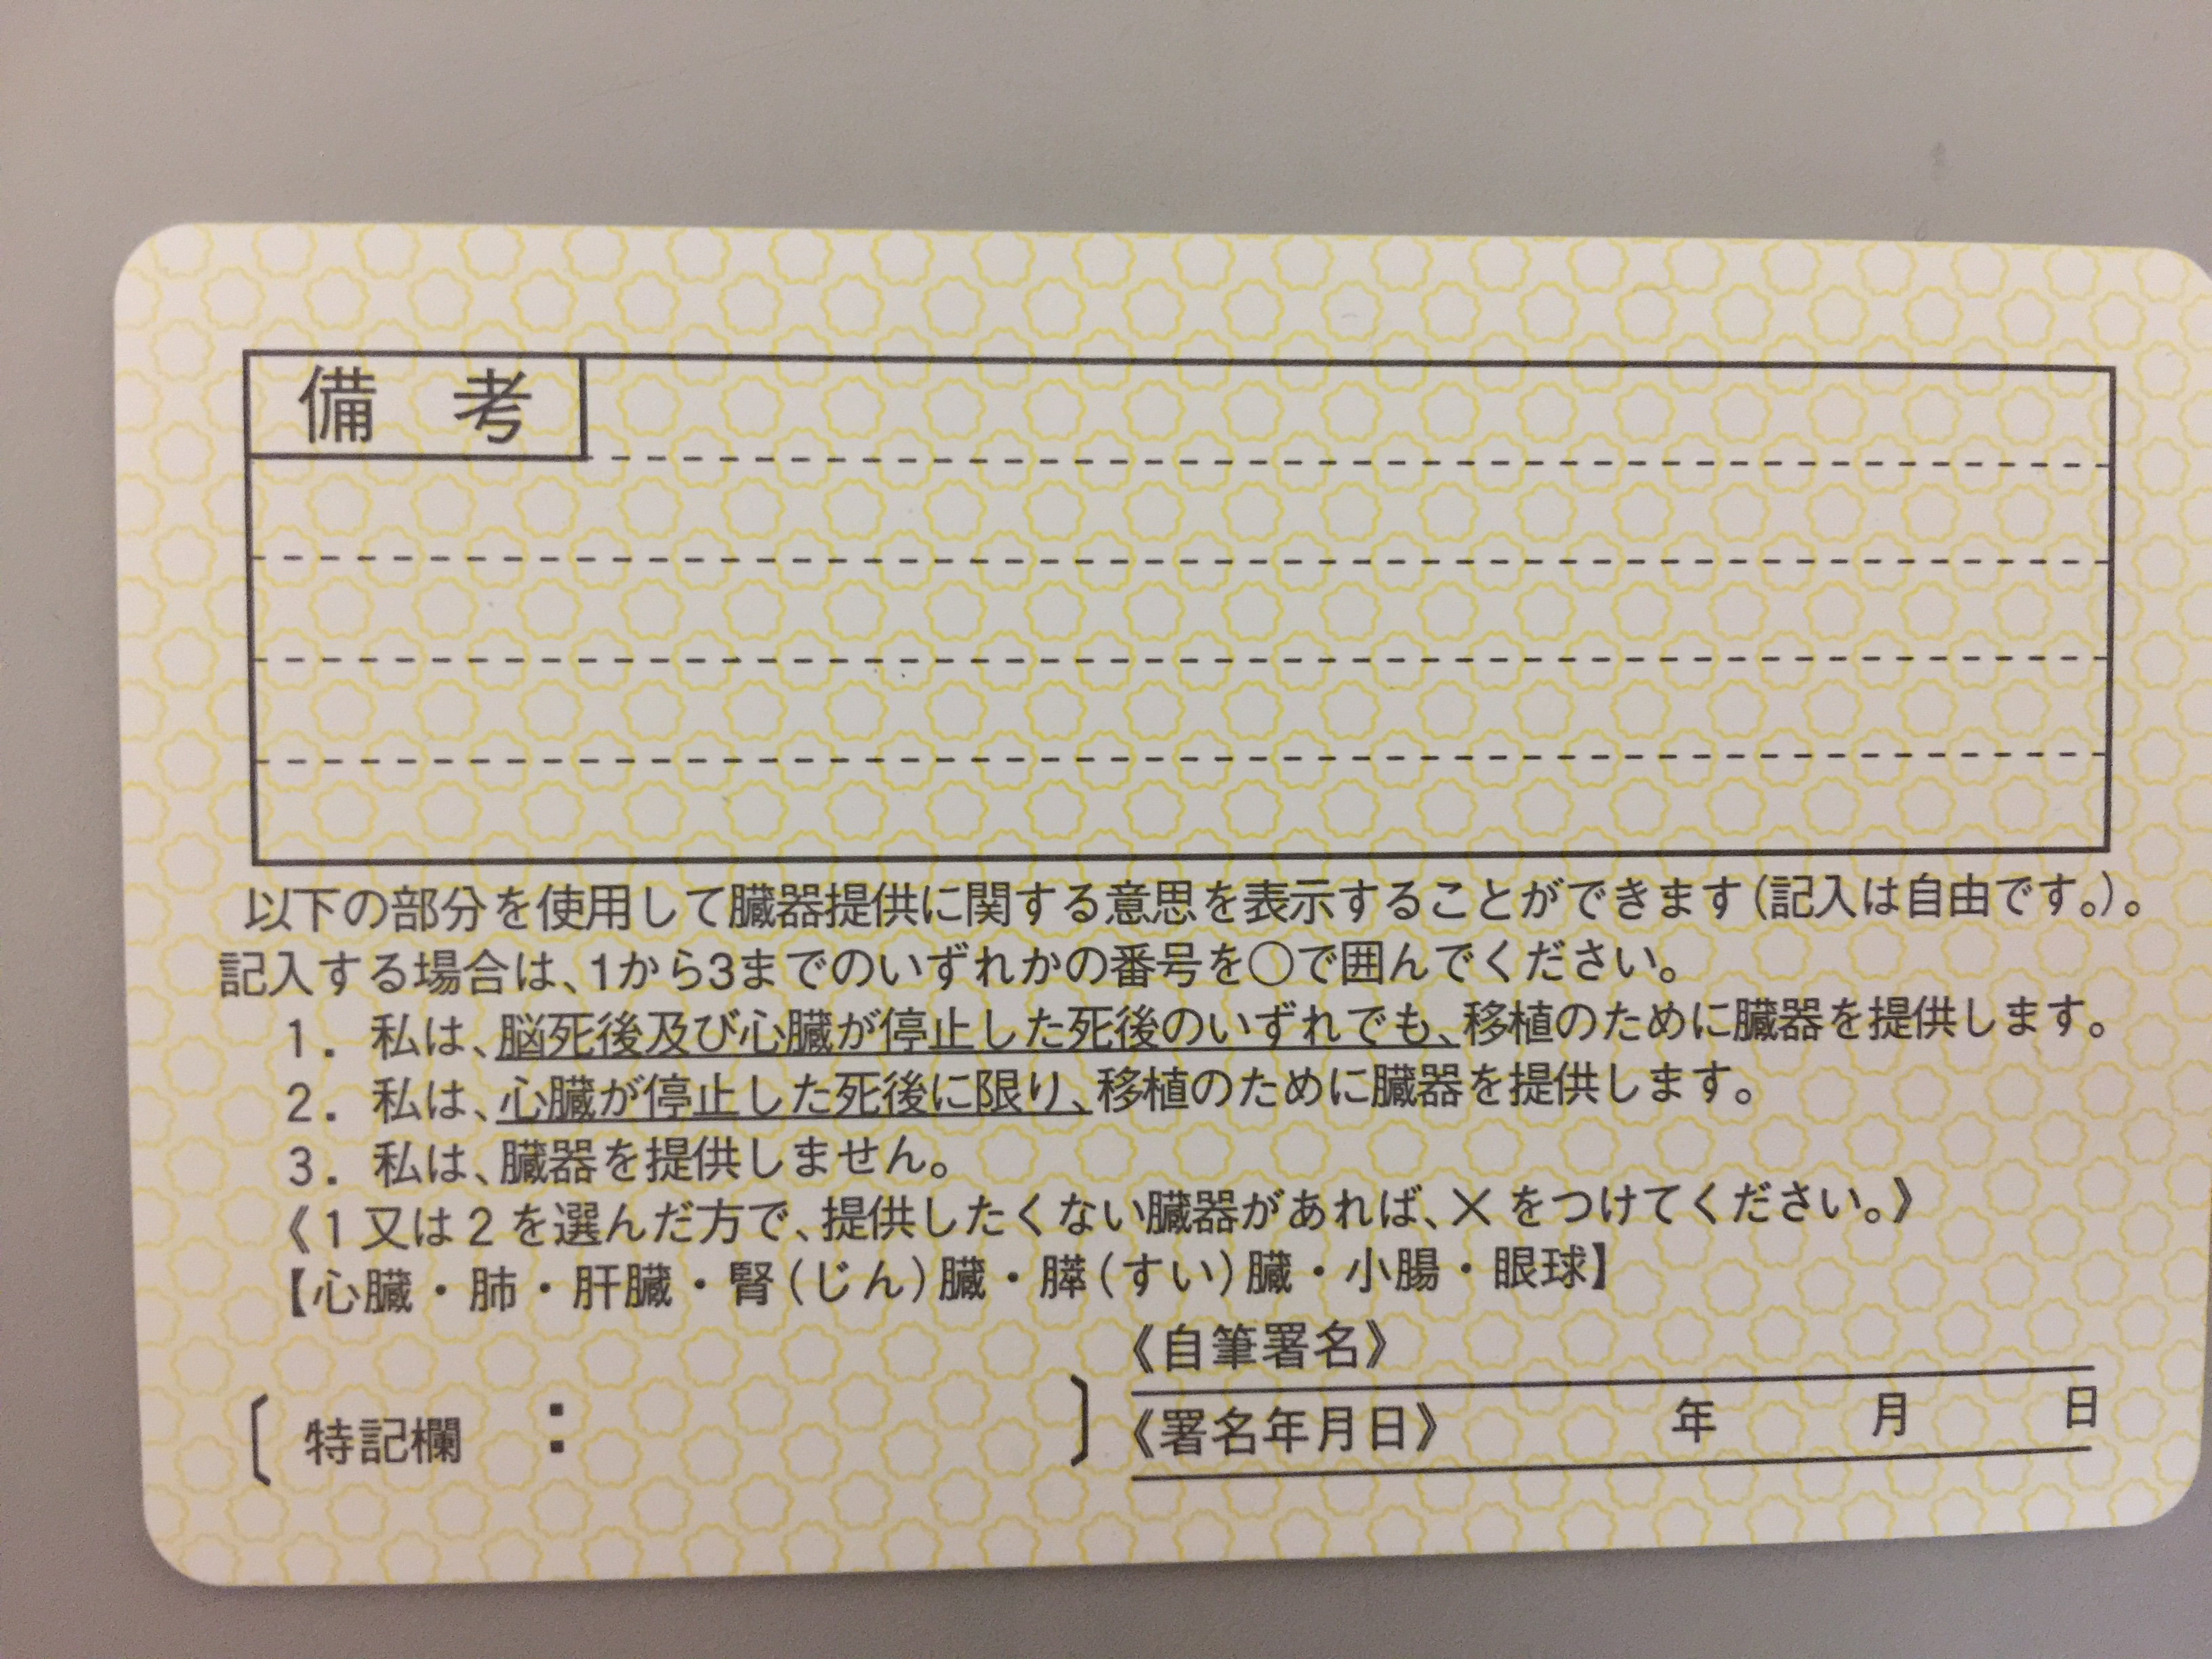 備 考
以下の部分を使用して臓器提供に関する意思を表示することができます(記入は自由です。)。
記入する場合は、1から3までのいずれかの番号を○で囲んでください。
1. 私は、脳死後及び心臓が停止した死後のいずれでも、移植のために臓器を提供します。
2. 私は、心臓が停止した死後に限り、移植のために臓器を提供します。
3. 私は、臓器を提供しません。
《1又は2を選んだ方で、提供したくない臓器があれば、×をつけてください。》
【心臓・肺・肝臓・腎(じん)臓・膵(すい)臓・小腸・眼球】
〔特記欄: 〕
《自筆署名》
《署名年月日》 年 月 日